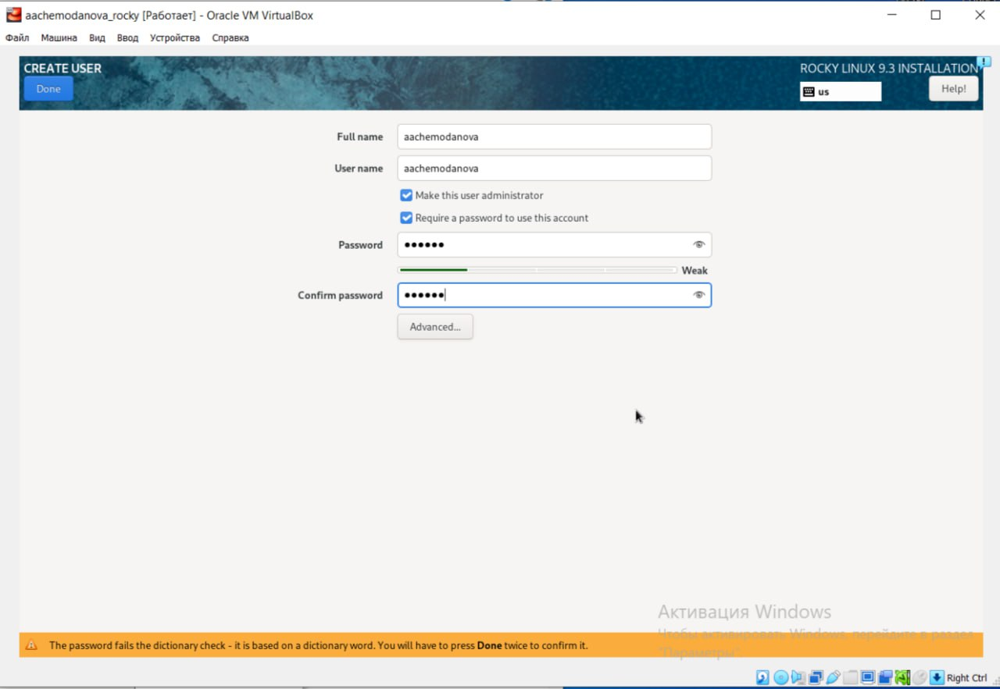 aachemodanova_rocky [Работает] - Oracle VM VirtualBox
Файл Машина Вид Ввод Устройства Справка
CREATE USER
ROCKY LINUX 9.3 INSTALLATION
Done
us
Help!
Full name
aachemodanova
User name
aachemodanova
Make this user administrator
Require a password to use this account
Password
••••••
Weak
Confirm password
••••••
Advanced...
Активация Windows
Чтобы активировать Windows, перейдите в раздел
"Параметры".
The password fails the dictionary check - it is based on a dictionary word. You will have to press Done twice to confirm it.
Right Ctrl